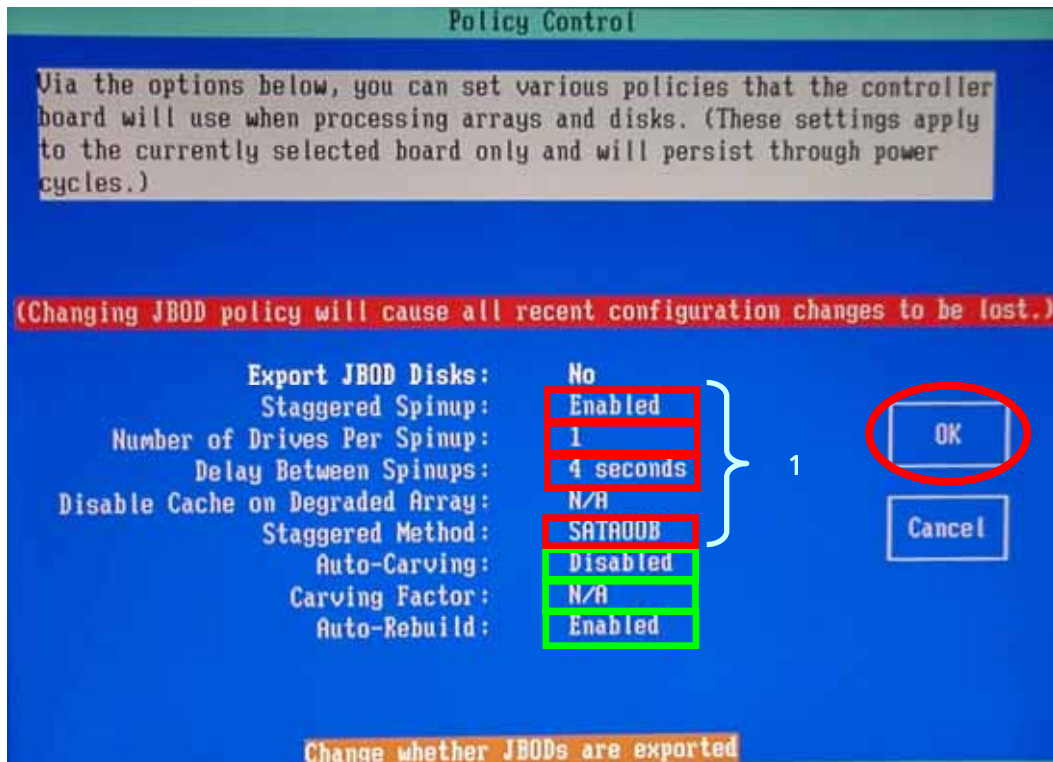 Policy Control
Via the options below, you can set various policies that the controller
board will use when processing arrays and disks. (These settings apply
to the currently selected board only and will persist through power
cycles.)
(Changing JBOD policy will cause all recent configuration changes to be lost.)
Export JBOD Disks: No
Staggered Spinup: Enabled
Number of Drives Per Spinup: 1
OK
Delay Between Spinups: 4 seconds
1
Disable Cache on Degraded Array: N/A
Staggered Method: SATAOOB
Cancel
Auto-Carving: Disabled
Carving Factor: N/A
Auto-Rebuild: Enabled
Change whether JBODs are exported